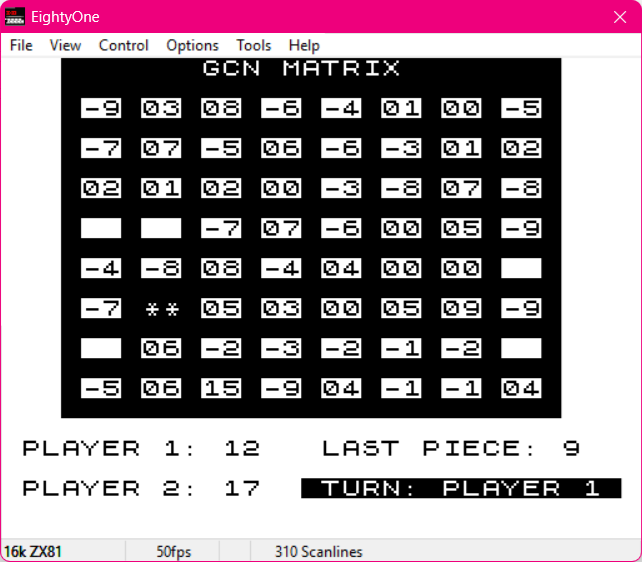 EightyOne
File View Control Options Tools Help
GCN MATRIX
-9 03 08 -6 -4 01 00 -5
-7 07 -5 06 -6 -3 01 02
02 01 02 00 -3 -8 07 -8
-7 07 -6 00 05 -9
-4 -8 08 -4 04 00 00
-7 ** 05 03 00 05 09 -9
06 -2 -3 -2 -1 -2
-5 06 15 -9 04 -1 -1 04
PLAYER 1: 12 LAST PIECE: 9
PLAYER 2: 17 TURN: PLAYER 1
16k ZX81 50fps 310 Scanlines